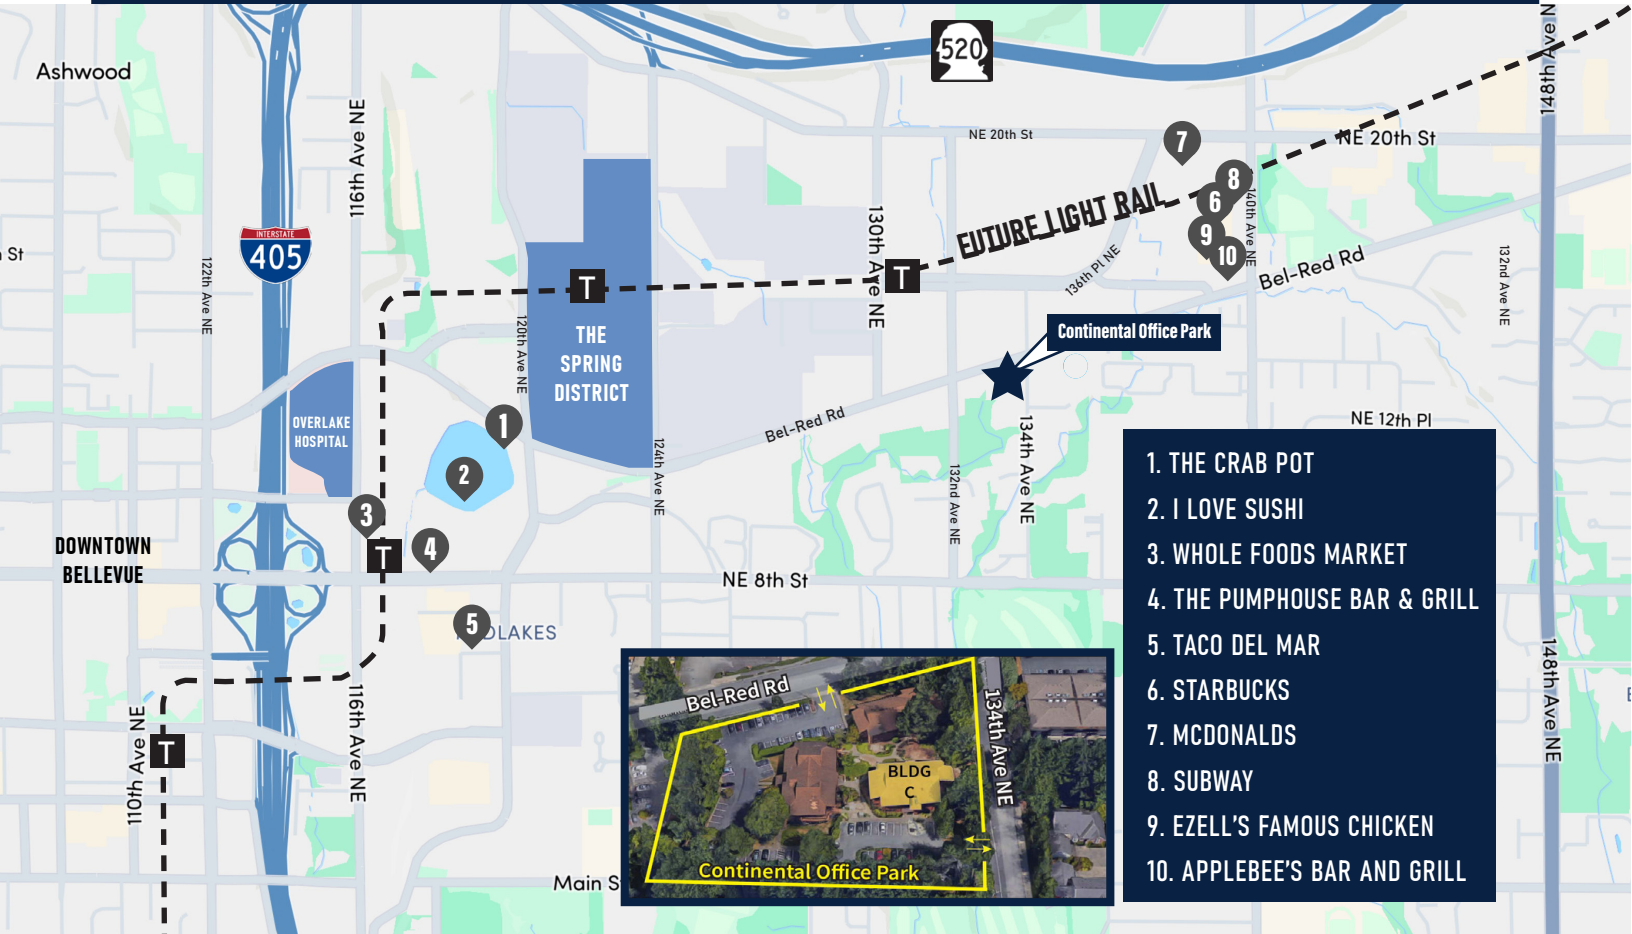 Ashwood
116th Ave NE
520
148th Ave N
NE 20th St
NE 20th St
7
8
6
9
10
140th Ave NE
FUTURE LIGHT RAIL
130th Ave NE
T
136th Pl NE
Bel-Red Rd
132nd Ave NE
St
122th Ave NE
INTERSTATE
405
T
THE
SPRING
DISTRICT
120th Ave NE
Continental Office Park
OVERLAKE
HOSPITAL
1
2
3
T
4
5
124th Ave NE
Bel-Red Rd
132nd Ave NE
134th Ave NE
NE 12th Pl
DOWNTOWN
BELLEVUE
NE 8th St
DLAKES
116th Ave NE
110th Ave NE
T
Main S
148th Ave NE
Bel-Red Rd
134th Ave NE
BLDG
C
Continental Office Park
1. THE CRAB POT
2. I LOVE SUSHI
3. WHOLE FOODS MARKET
4. THE PUMPHOUSE BAR & GRILL
5. TACO DEL MAR
6. STARBUCKS
7. MCDONALDS
8. SUBWAY
9. EZELL'S FAMOUS CHICKEN
10. APPLEBEE'S BAR AND GRILL